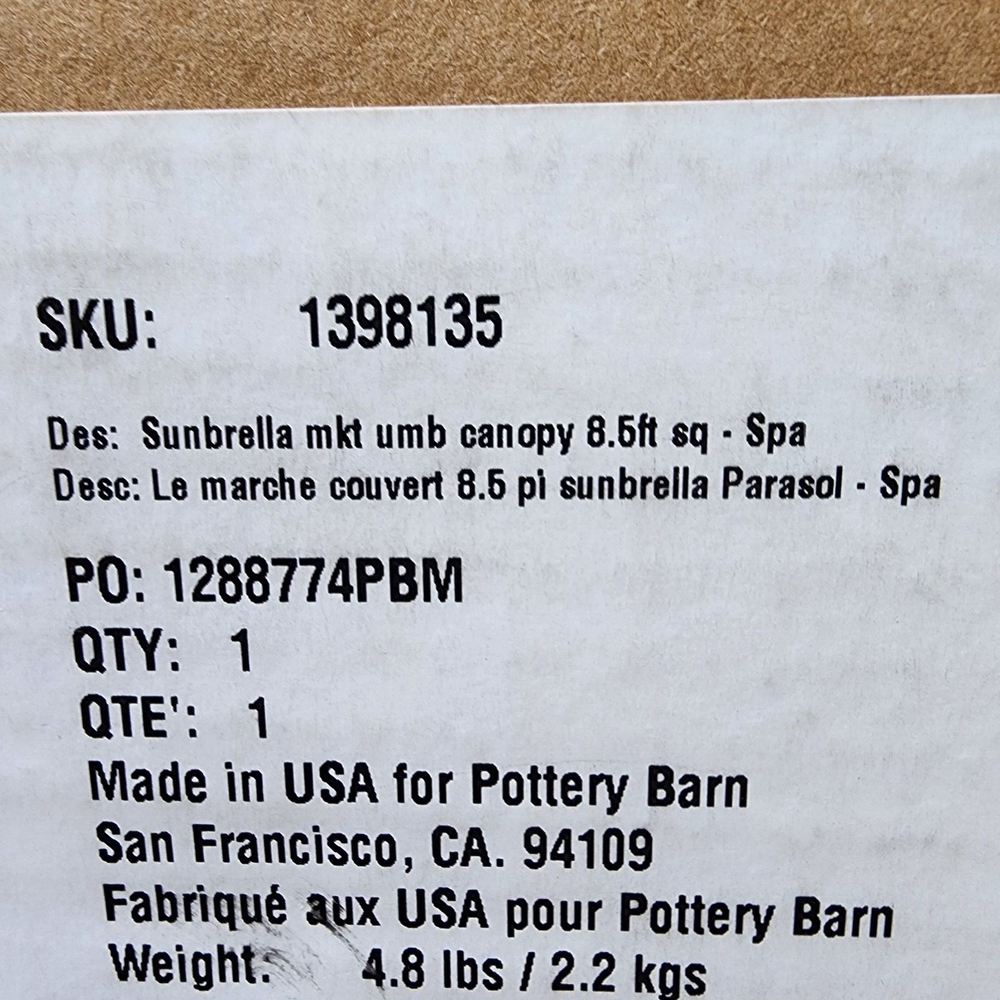 SKU: 1398135
Des: Sunbrella mkt umb canopy 8.5ft sq - Spa
Desc: Le marche couvert 8.5 pi sunbrella Parasol - Spa
PO: 1288774PBM
QTY: 1
QTE': 1
Made in USA for Pottery Barn
San Francisco, CA. 94109
Fabriqué aux USA pour Pottery Barn
Weight: 4.8 lbs / 2.2 kgs